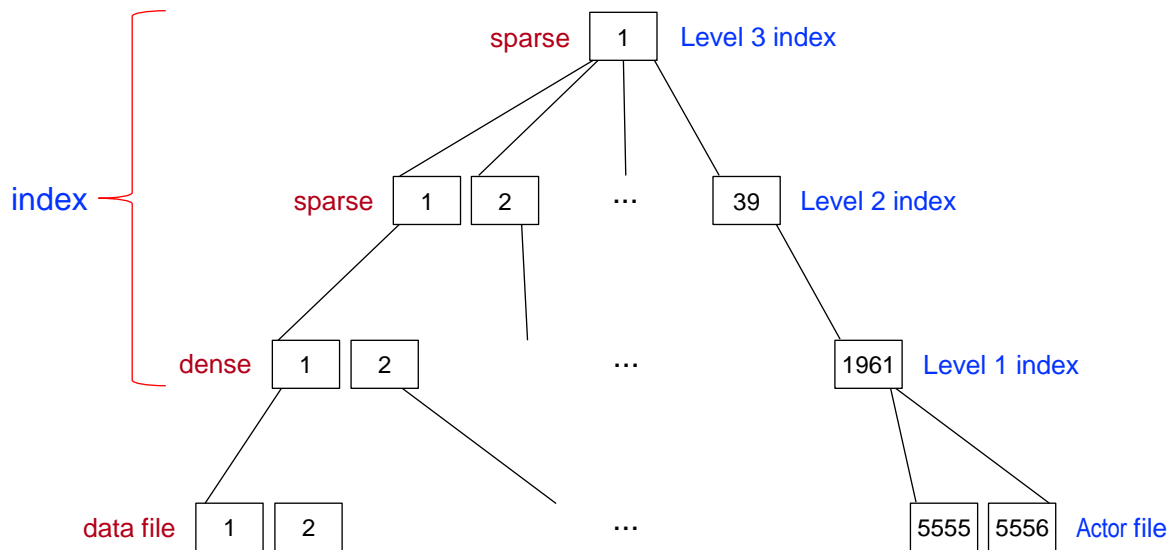 sparse 1 Level 3 index
index sparse 1 2 ... 39 Level 2 index
dense 1 2 ... 1961 Level 1 index
data file 1 2 ... 5555 5556 Actor file